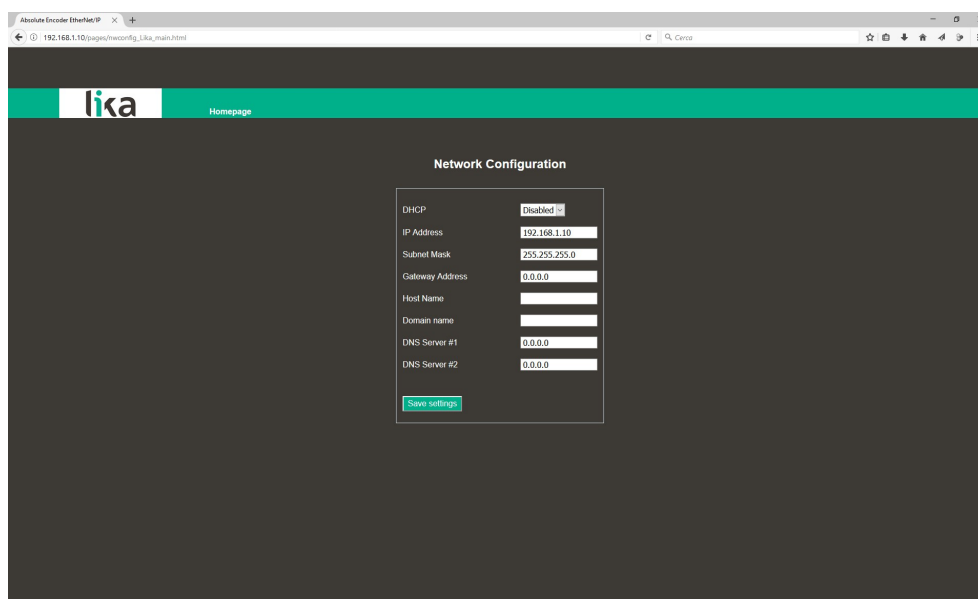 Absolute Encoder EtherNet/IP
192.168.1.10/pages/nwconfig_Lika_main.html
Cerca
lika
Homepage
Network Configuration
DHCP Disabled
IP Address 192.168.1.10
Subnet Mask 255.255.255.0
Gateway Address 0.0.0.0
Host Name
Domain name
DNS Server #1 0.0.0.0
DNS Server #2 0.0.0.0
Save settings